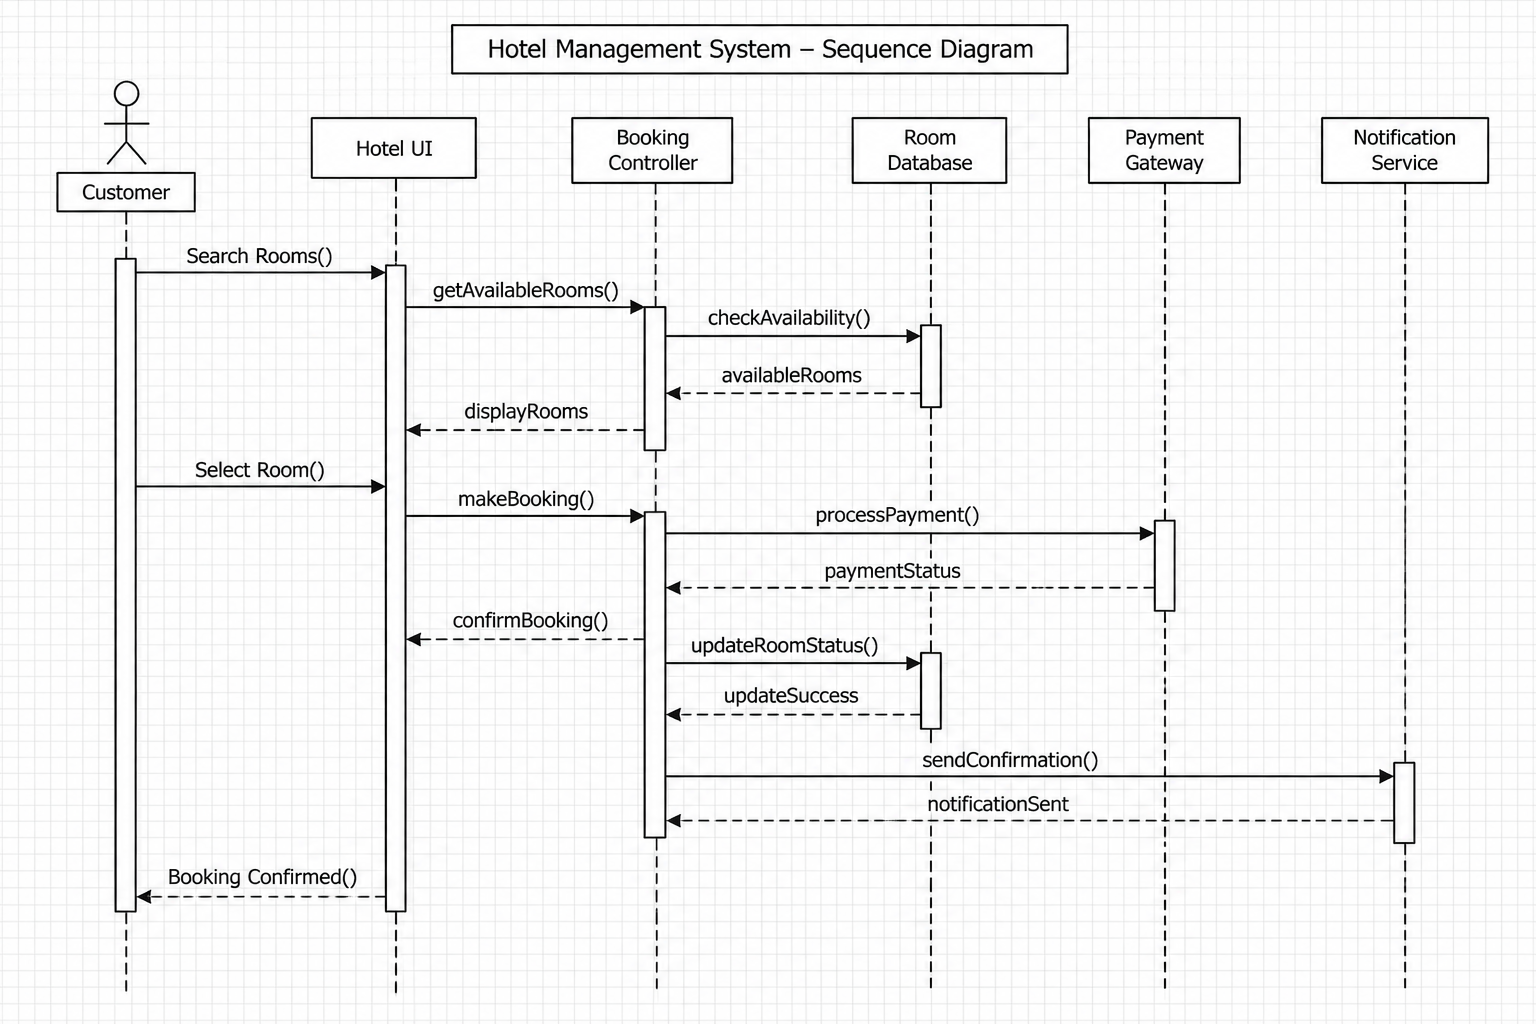 Hotel Management System – Sequence Diagram
Customer
Hotel UI
Booking
Controller
Room
Database
Payment
Gateway
Notification
Service
Search Rooms()
getAvailableRooms()
checkAvailability()
availableRooms
displayRooms
Select Room()
makeBooking()
processPayment()
paymentStatus
confirmBooking()
updateRoomStatus()
updateSuccess
sendConfirmation()
notificationSent
Booking Confirmed()